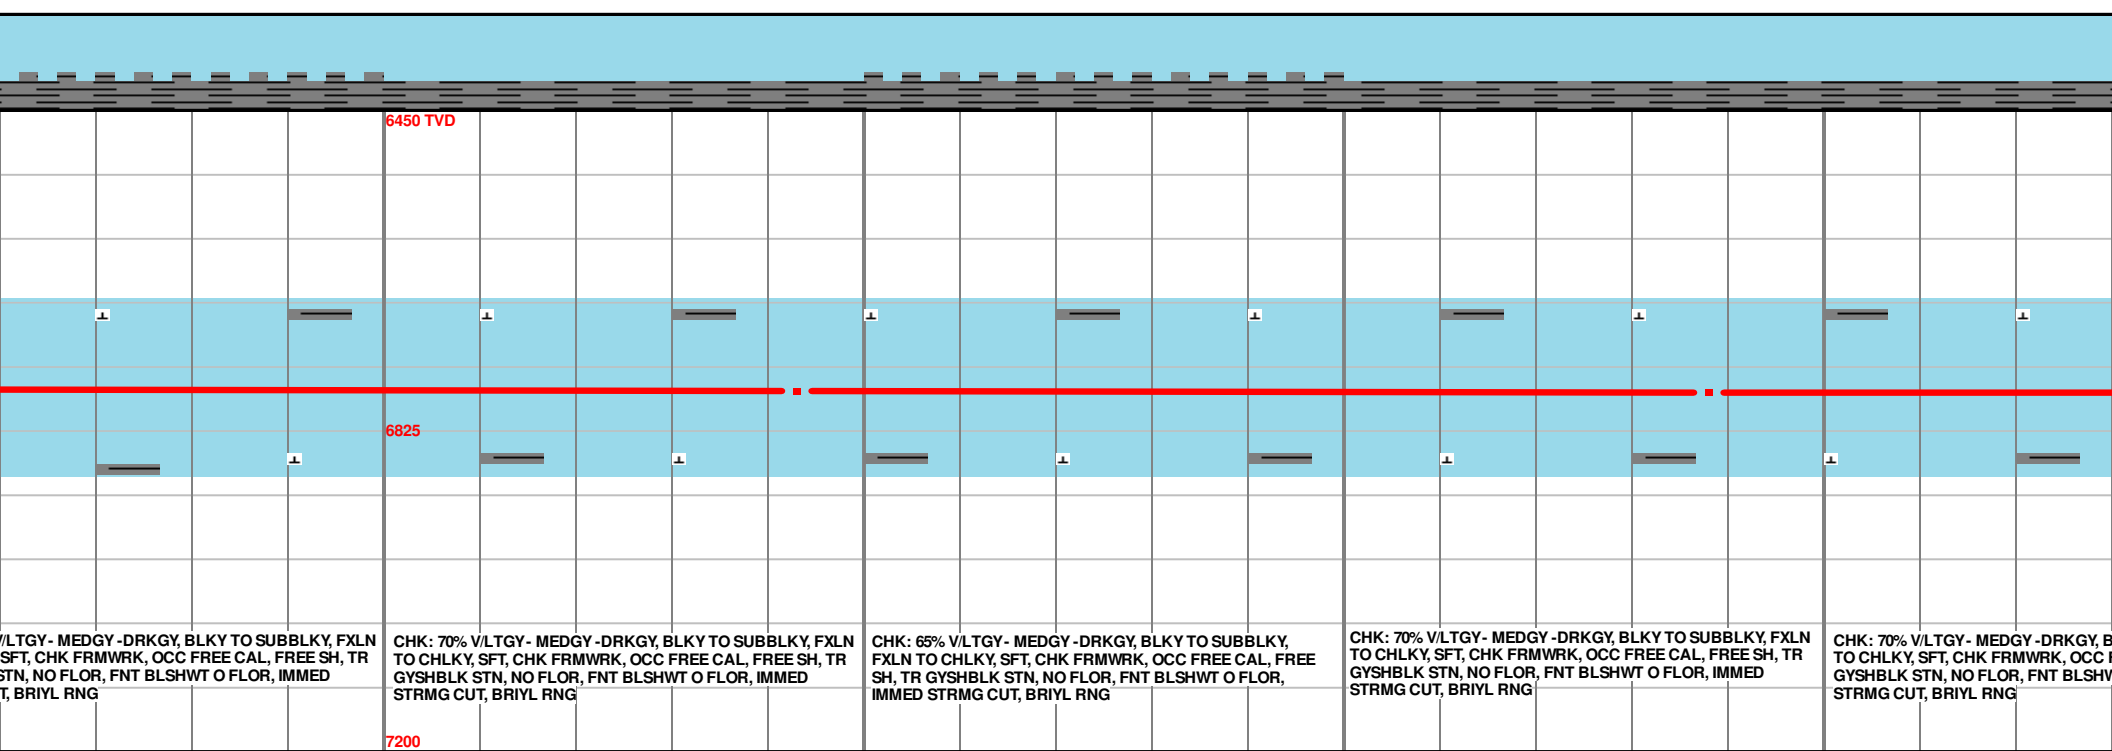 6450 TVD
6825
V/LTGY- MEDGY -DRKGY, BLKY TO SUBBLKY, FXLN
SFT, CHK FRMWRK, OCC FREE CAL, FREE SH, TR
STN, NO FLOR, FNT BLSHWT O FLOR, IMMED
T, BRIYL RNG
CHK: 70% V/LTGY- MEDGY -DRKGY, BLKY TO SUBBLKY, FXLN
TO CHLKY, SFT, CHK FRMWRK, OCC FREE CAL, FREE SH, TR
GYSHBLK STN, NO FLOR, FNT BLSHWT O FLOR, IMMED
STRMG CUT, BRIYL RNG
CHK: 65% V/LTGY- MEDGY -DRKGY, BLKY TO SUBBLKY,
FXLN TO CHLKY, SFT, CHK FRMWRK, OCC FREE CAL, FREE
SH, TR GYSHBLK STN, NO FLOR, FNT BLSHWT O FLOR,
IMMED STRMG CUT, BRIYL RNG
CHK: 70% V/LTGY- MEDGY -DRKGY, BLKY TO SUBBLKY, FXLN
TO CHLKY, SFT, CHK FRMWRK, OCC FREE CAL, FREE SH, TR
GYSHBLK STN, NO FLOR, FNT BLSHWT O FLOR, IMMED
STRMG CUT, BRIYL RNG
CHK: 70% V/LTGY- MEDGY -DRKGY, B
TO CHLKY, SFT, CHK FRMWRK, OCC F
GYSHBLK STN, NO FLOR, FNT BLSHW
STRMG CUT, BRIYL RNG
7200